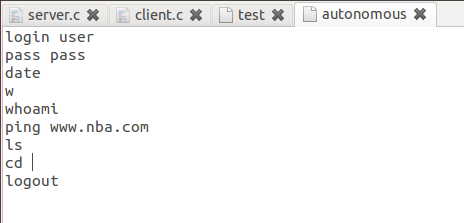 server.c client.c test autonomous
login user
pass pass
date
w
whoami
ping www.nba.com
ls
cd
logout